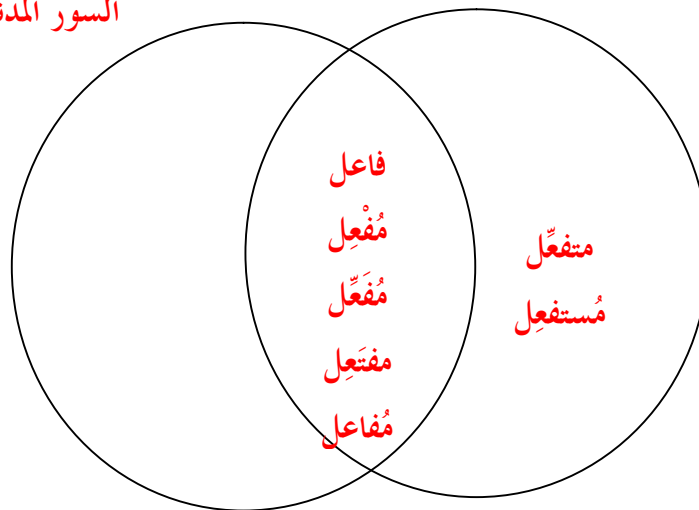 السور
فاعل
مُفْعِل
مُفَعِّل
مفتَعِل
مُفاعل
متفعِّل
مُستفعِل